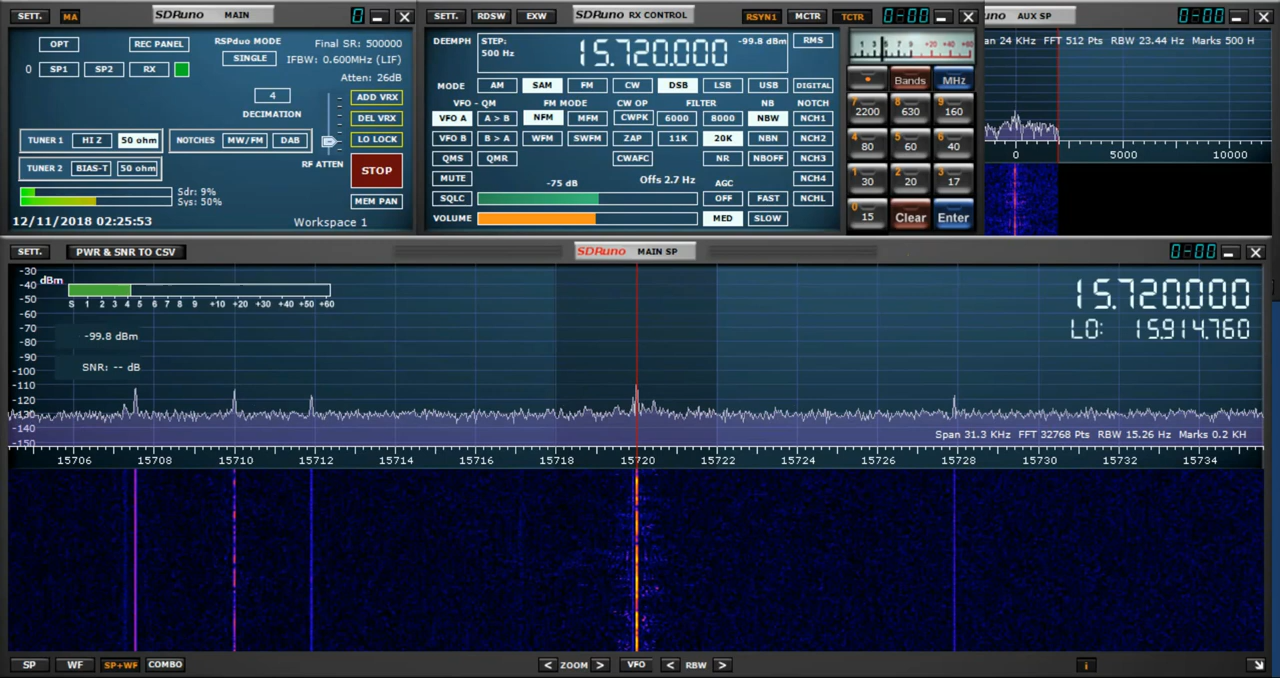 SETT. MA SDRuno MAIN 0
OPT REC PANEL RSPduo MODE Final SR: 500000
SINGLE IFBW: 0.600MHz (LIF)
0 SP1 SP2 RX Atten: 26dB
4 ADD VRX
DECIMATION DEL VRX
TUNER 1 HI Z 50 ohm NOTCHES MW/FM DAB LO LOCK
TUNER 2 BIAS-T 50 ohm RF ATTEN STOP
Sdr: 9%
Sys: 50% MEM PAN
12/11/2018 02:25:53 Workspace 1
SETT. RDSW EXW SDRuno RX CONTROL RSYN1 MCTR TCTR 0-00
DEEMPH STEP: 500 Hz 15.720.000 -99.8 dBm RMS
MODE AM SAM FM CW DSB LSB USB DIGITAL
VFO - QM FM MODE CW OP FILTER NB NOTCH
VFO A A > B NFM MFM CWPK 6000 8000 NBW NCH1
VFO B B > A WFM SWFM ZAP 11K 20K NBN NCH2
QMS QMR CWAFC NR NBOFF NCH3
MUTE -75 dB Offs 2.7 Hz AGC NCH4
SQLC OFF FAST NCHL
VOLUME MED SLOW
1 3 +20 +40 +60
Bands MHz
7 2200 8 630 9 160
4 80 5 60 6 40
1 30 2 20 3 17
0 15 Clear Enter
uno AUX SP 0-00
an 24 KHz FFT 512 Pts RBW 23.44 Hz Marks 500 H
0 5000 10000
SETT. PWR & SNR TO CSV SDRuno MAIN SP 0-00
-30
dBm
-40
-50
S 1 2 3 4 5 6 7 8 9 +10 +20 +30 +40 +50 +60
-60
-70
-80
-90
-100
-110
-120
-130
-140
-150
-99.8 dBm
SNR: -- dB
15.720.000
LO: 15.914.760
Span 31.3 KHz FFT 32768 Pts RBW 15.26 Hz Marks 0.2 KH
15706 15708 15710 15712 15714 15716 15718 15720 15722 15724 15726 15728 15730 15732 15734
SP WF SP+WF COMBO < ZOOM > VFO < RBW > i